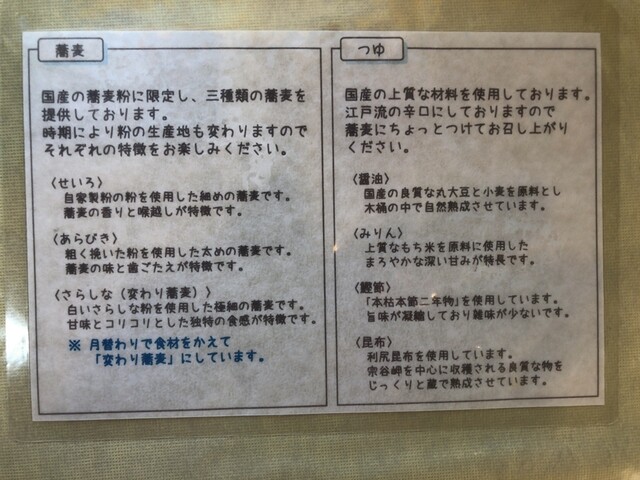 蕎麦
国産の蕎麦粉に限定し、三種類の蕎麦を
提供しております。
時期により粉の生産地も変わりますので
それぞれの特徴をお楽しみください。
〈せいろ〉
自家製粉の粉を使用した細めの蕎麦です。
蕎麦の香りと喉越しが特徴です。
〈あらびき〉
粗く挽いた粉を使用した太めの蕎麦です。
蕎麦の味と歯ごたえが特徴です。
〈さらしな（変わり蕎麦）〉
白いさらしな粉を使用した極細の蕎麦です。
甘味とコリコリとした独特の食感が特徴です。
※ 月替わりで食材をかえて
「変わり蕎麦」にしています。
つゆ
国産の上質な材料を使用しております。
江戸流の辛口にしておりますので
蕎麦にちょっとつけてお召し上がり
ください。
〈醤油〉
国産の良質な丸大豆と小麦を原料とし
木桶の中で自然熟成させています。
〈みりん〉
上質なもち米を原料に使用した
まろやかな深い甘みが特長です。
〈鰹節〉
「本枯本節二年物」を使用しています。
旨味が凝縮しており雑味が少ないです。
〈昆布〉
利尻昆布を使用しています。
宗谷岬を中心に収穫される良質な物を
じっくりと蔵で熟成させています。